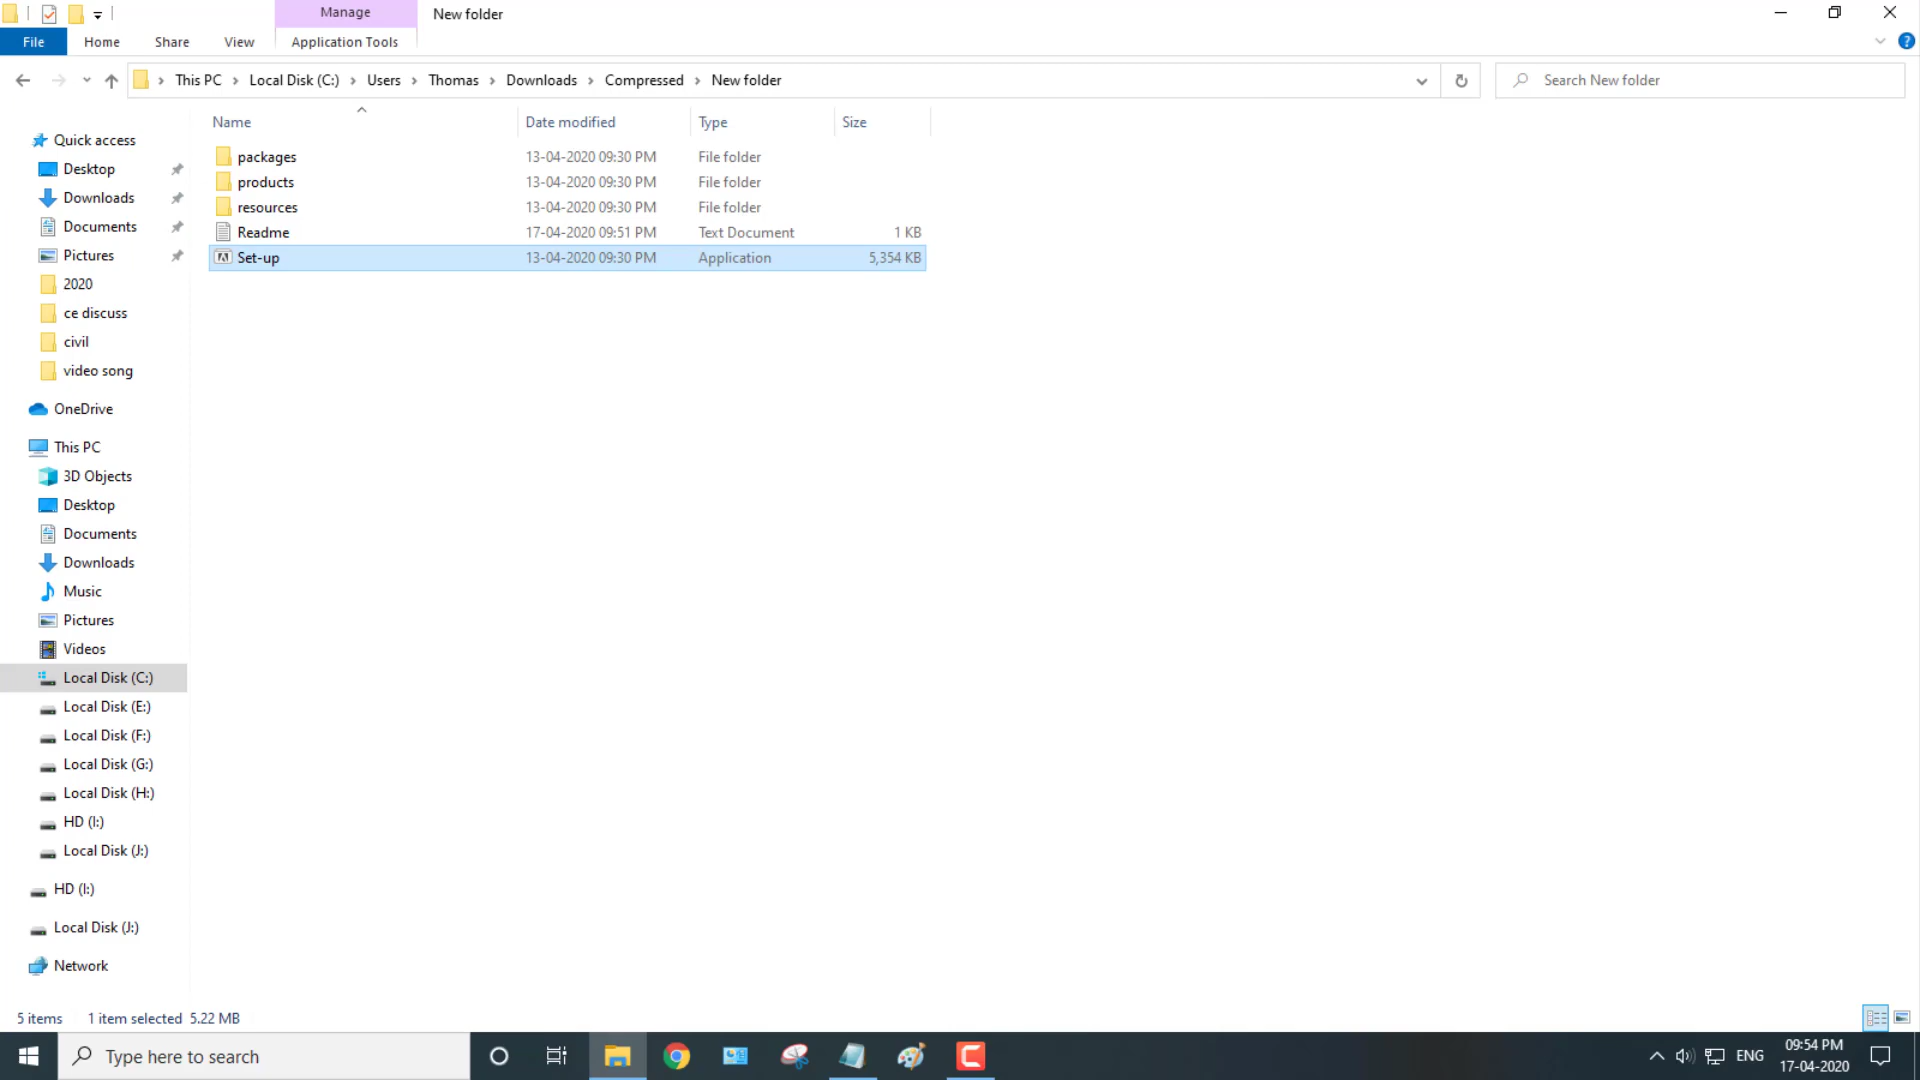 Manage
New folder
File
Home
Share
View
Application Tools
This PC
Local Disk (C:)
Users
Thomas
Downloads
Compressed
New folder
Search New folder
Name
Date modified
Type
Size
packages 13-04-2020 09:30 PM File folder
products 13-04-2020 09:30 PM File folder
resources 13-04-2020 09:30 PM File folder
Readme 17-04-2020 09:51 PM Text Document 1 KB
Set-up 13-04-2020 09:30 PM Application 5,354 KB
Quick access
Desktop
Downloads
Documents
Pictures
2020
ce discuss
civil
video song
OneDrive
This PC
3D Objects
Desktop
Documents
Downloads
Music
Pictures
Videos
Local Disk (C:)
Local Disk (E:)
Local Disk (F:)
Local Disk (G:)
Local Disk (H:)
HD (I:)
Local Disk (J:)
HD (I:)
Local Disk (J:)
Network
5 items 1 item selected 5.22 MB
Type here to search
ENG
09:54 PM
17-04-2020